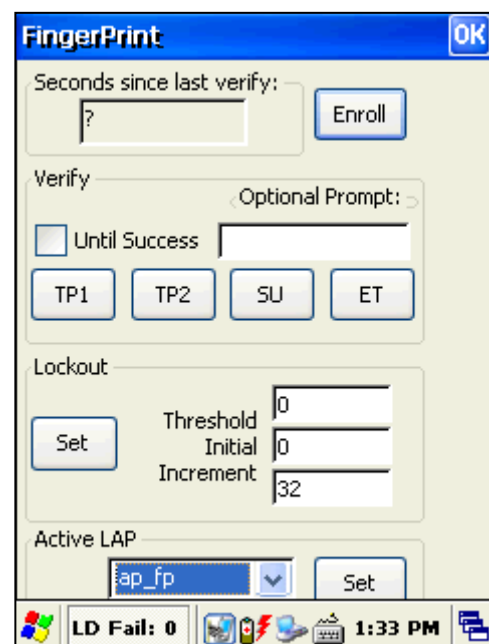 FingerPrint OK
Seconds since last verify:
?
Enroll
Verify
Optional Prompt:
Until Success
TP1 TP2 SU ET
Lockout
Set
Threshold 0
Initial 0
Increment 32
Active LAP
ap_fp Set
LD Fail: 0 1:33 PM